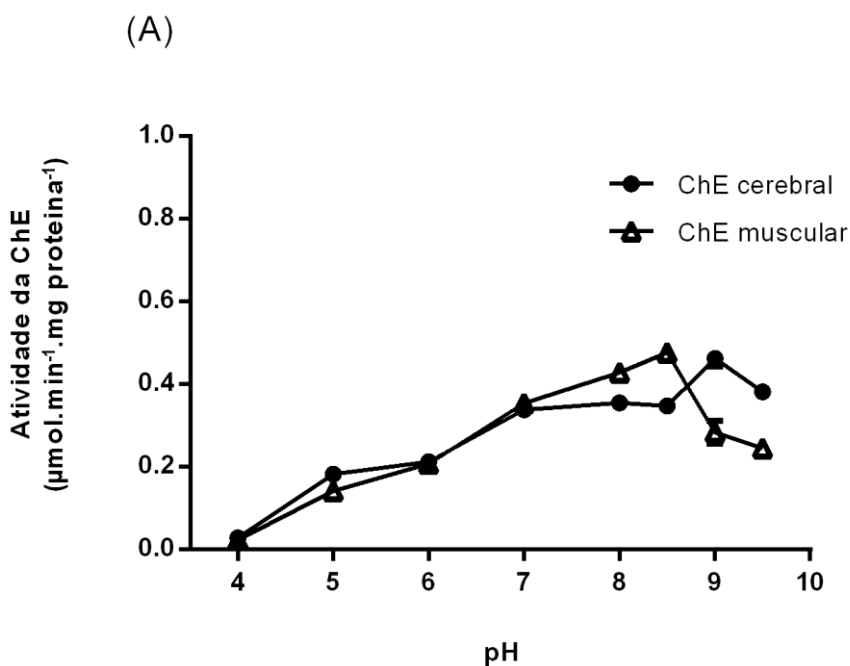 (A)
Atividade da ChE
(µmol.min⁻¹.mg proteina⁻¹)
1.0
0.8
0.6
0.4
0.2
0.0
ChE cerebral
ChE muscular
4 5 6 7 8 9 10
pH